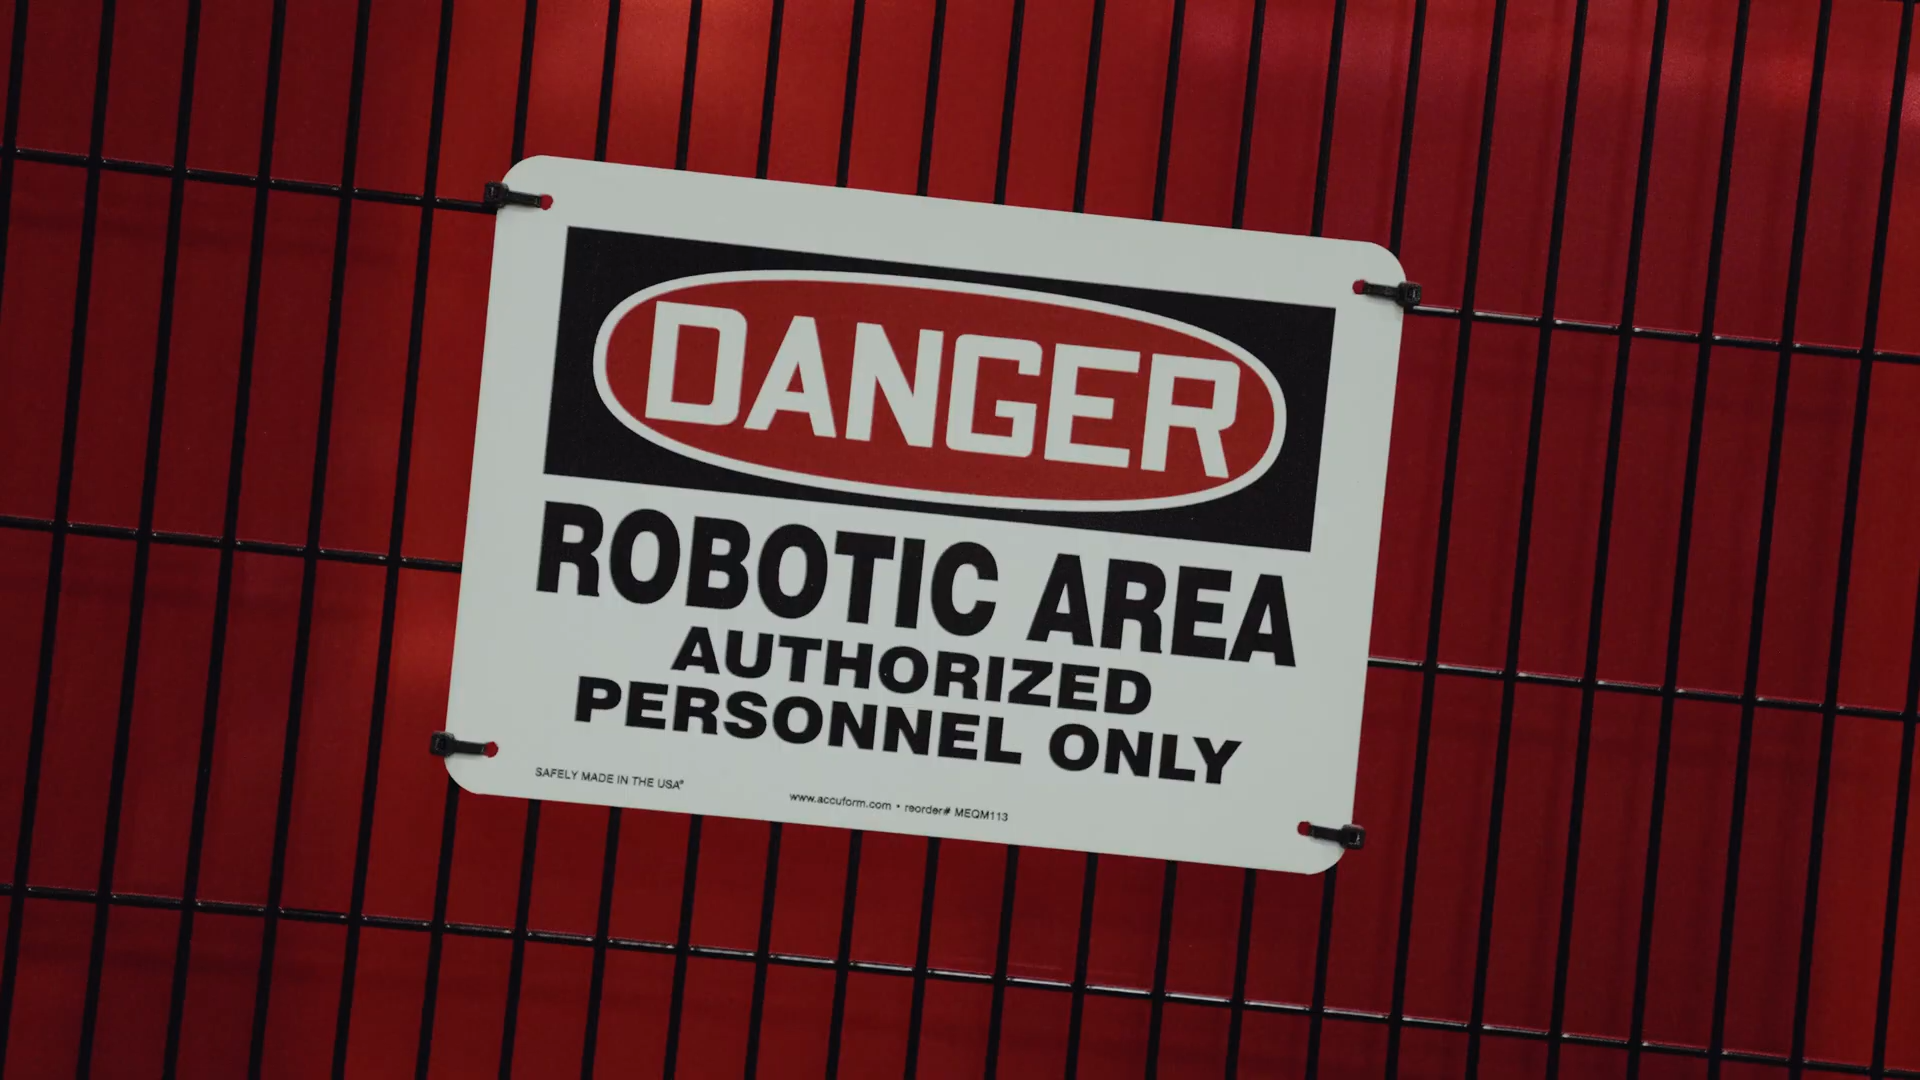 DANGER
ROBOTIC AREA
AUTHORIZED
PERSONNEL ONLY
SAFELY MADE IN THE USA®
www.accuform.com • reorder# MEQM113